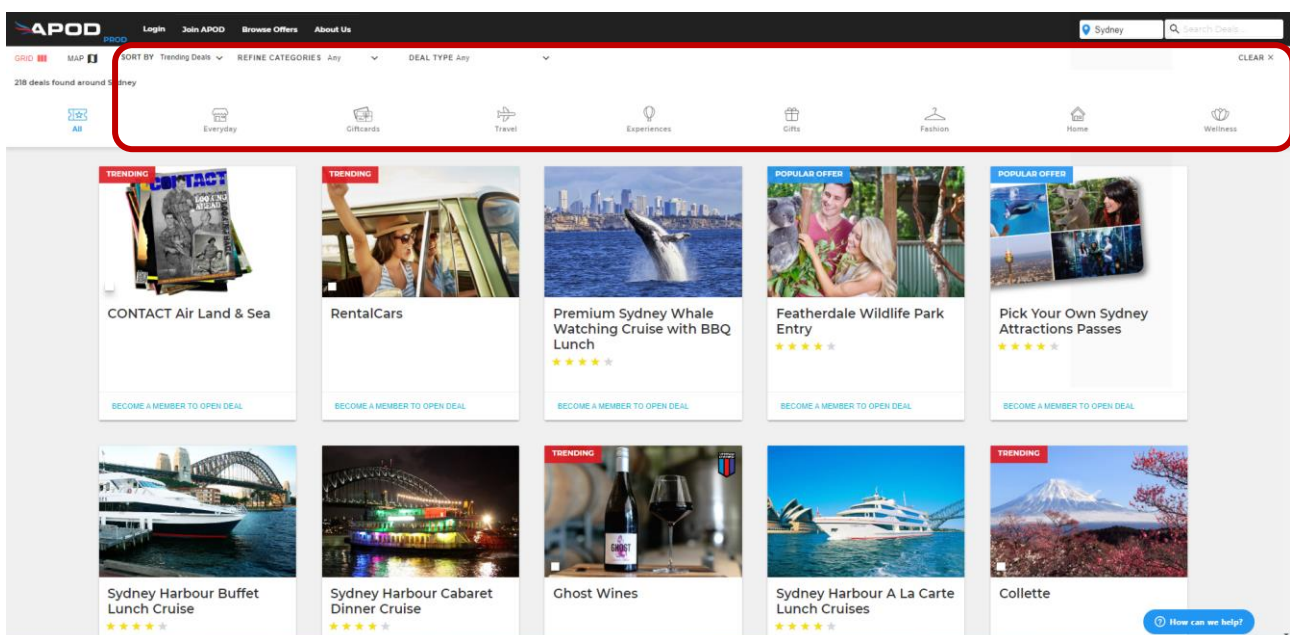 APOD
PROD
Login Join APOD Browse Offers About Us
Sydney
Search Deals...
GRID MAP SORT BY Trending Deals REFINE CATEGORIES Any DEAL TYPE Any CLEAR ×
218 deals found around Sydney
All Everyday Giftcards Travel Experiences Gifts Fashion Home Wellness
TRENDING TRENDING POPULAR OFFER POPULAR OFFER
CONTACT
CONTACT Air Land & Sea
RentalCars
Premium Sydney Whale
Watching Cruise with BBQ
Lunch
Featherdale Wildlife Park
Entry
Pick Your Own Sydney
Attractions Passes
BECOME A MEMBER TO OPEN DEAL BECOME A MEMBER TO OPEN DEAL BECOME A MEMBER TO OPEN DEAL BECOME A MEMBER TO OPEN DEAL BECOME A MEMBER TO OPEN DEAL
TRENDING TRENDING
GHOST
Sydney Harbour Buffet
Lunch Cruise
Sydney Harbour Cabaret
Dinner Cruise
Ghost Wines
Sydney Harbour A La Carte
Lunch Cruises
Collette
How can we help?